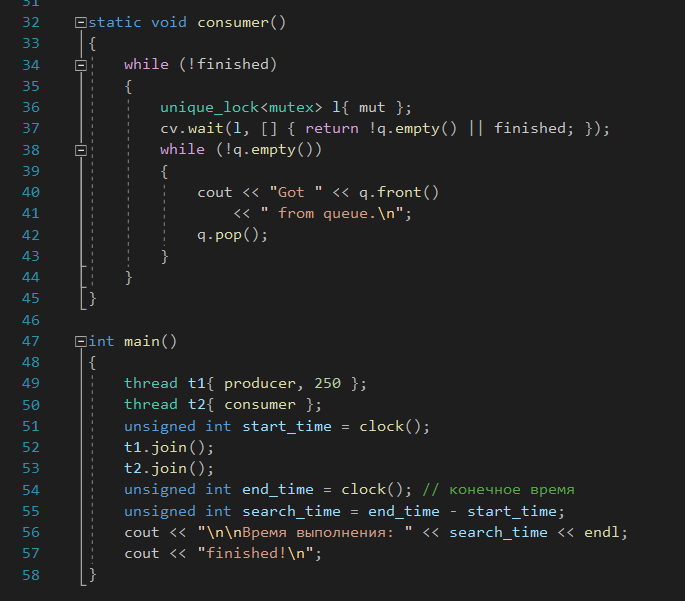 31
32 static void consumer()
33 {
34 while (!finished)
35 {
36 unique_lock<mutex> l{ mut };
37 cv.wait(l, [] { return !q.empty() || finished; });
38 while (!q.empty())
39 {
40 cout << "Got " << q.front()
41 << " from queue.\n";
42 q.pop();
43 }
44 }
45 }
46
47 int main()
48 {
49 thread t1{ producer, 250 };
50 thread t2{ consumer };
51 unsigned int start_time = clock();
52 t1.join();
53 t2.join();
54 unsigned int end_time = clock(); // конечное время
55 unsigned int search_time = end_time - start_time;
56 cout << "\n\nВремя выполнения: " << search_time << endl;
57 cout << "finished!\n";
58 }